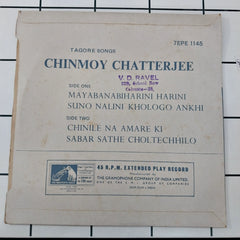 TAGORE SONGS
7EPE 1145
CHINMOY CHATTERJEE
V. D. RAVEL
SIDE ONE
MAYABANABIHARINI HARINI
SUNO NALINI KHOLOGO ANKHI
SIDE TWO
CHINILE NA AMARE KI
SABAR SATHE CHOLTECHHILO
45 R.P.M. EXTENDED PLAY RECORD
THE GRAMOPHONE COMPANY OF INDIA LIMITED.